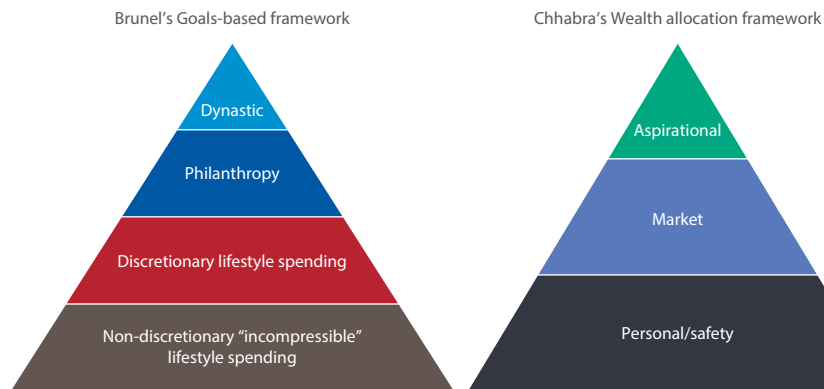 Brunel's Goals-based framework
Chhabra's Wealth allocation framework
Dynastic
Philanthropy
Discretionary lifestyle spending
Non-discretionary “incompressible”
lifestyle spending
Aspirational
Market
Personal/safety